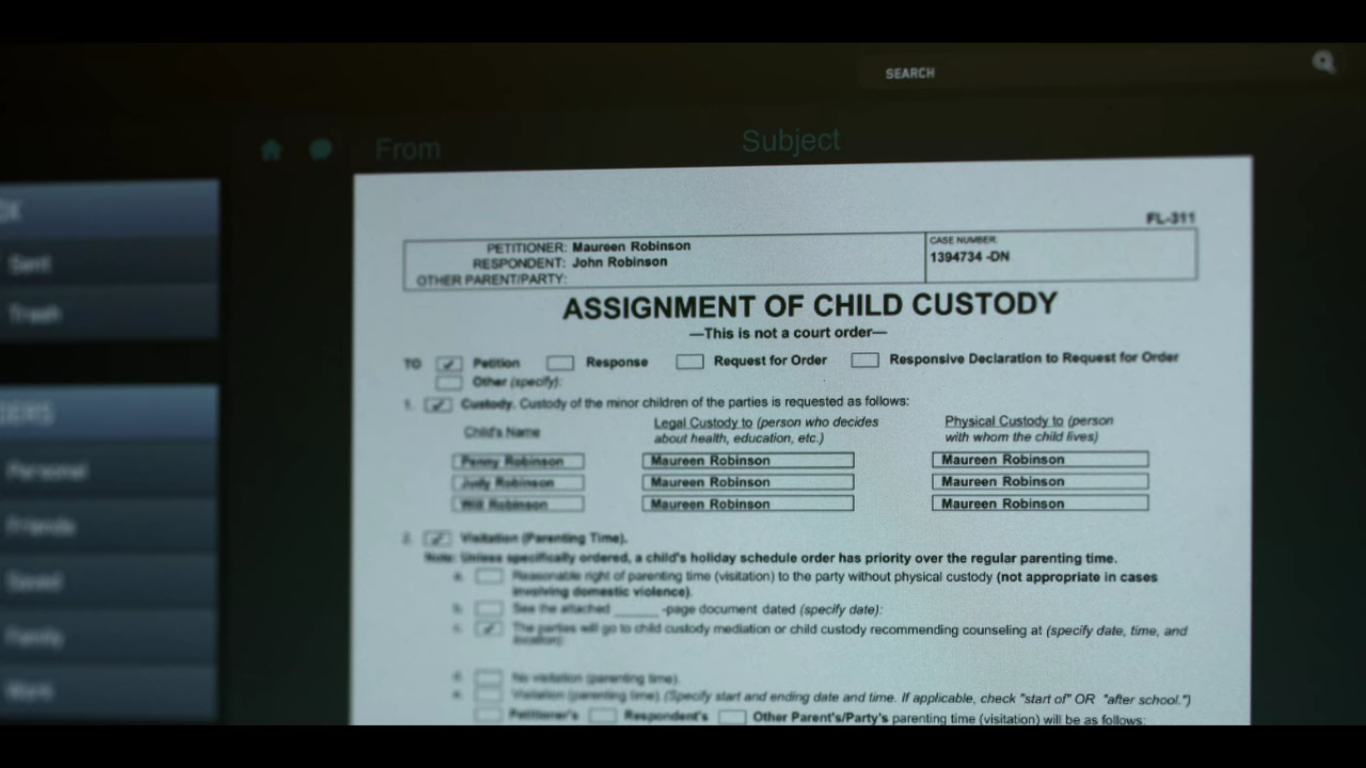 SEARCH
From
Subject
Sent
Trash
Personal
Friends
Saved
Family
Work
FL-311
PETITIONER: Maureen Robinson
RESPONDENT: John Robinson
OTHER PARENT/PARTY:
CASE NUMBER:
1394734 -DN
ASSIGNMENT OF CHILD CUSTODY
—This is not a court order—
TO Petition Response Request for Order Responsive Declaration to Request for Order
Other (specify):
1. Custody. Custody of the minor children of the parties is requested as follows:
Child's Name
Legal Custody to (person who decides
about health, education, etc.)
Physical Custody to (person
with whom the child lives)
Penny Robinson Maureen Robinson Maureen Robinson
Judy Robinson Maureen Robinson Maureen Robinson
Will Robinson Maureen Robinson Maureen Robinson
2. Visitation (Parenting Time).
Note: Unless specifically ordered, a child's holiday schedule order has priority over the regular parenting time.
a. Reasonable right of parenting time (visitation) to the party without physical custody (not appropriate in cases
involving domestic violence).
b. See the attached ______ -page document dated (specify date):
c. The parties will go to child custody mediation or child custody recommending counseling at (specify date, time, and
location):
d. No visitation (parenting time).
e. Visitation (parenting time) (Specify start and ending date and time. If applicable, check "start of" OR "after school.")
Petitioner's Respondent's Other Parent's/Party's parenting time (visitation) will be as follows: